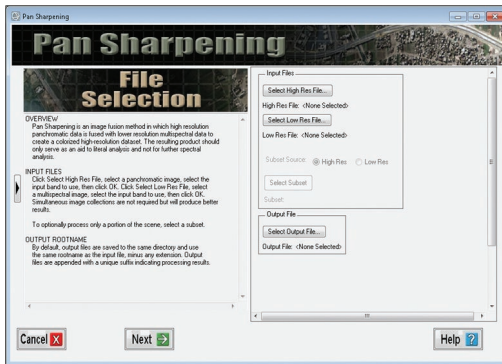 Pan Sharpening
Pan Sharpening
File
Selection
OVERVIEW
Pan Sharpening is an image fusion method in which high resolution
panchromatic data is fused with lower resolution multispectral data to
create a colorized high-resolution dataset. The resulting product should
only serve as an aid to literal analysis and not for further spectral
analysis.
INPUT FILES
Click Select High Res File, select a panchromatic image, select the
input band to use, then click OK. Click Select Low Res File, select
a multispectral image, select the input band to use, then click OK.
Simultaneous image collections are not required but will produce better
results.
To optionally process only a portion of the scene, select a subset.
OUTPUT ROOTNAME
By default, output files are saved to the same directory and use
the same rootname as the input file, minus any extension. Output
files are appended with a unique suffix indicating processing results.
Input Files
Select High Res File...
High Res File: <None Selected>
Select Low Res File...
Low Res File: <None Selected>
Subset Source: High Res Low Res
Select Subset
Subset:
Output File
Select Output File...
Output File: <None Selected>
Cancel
Next
Help